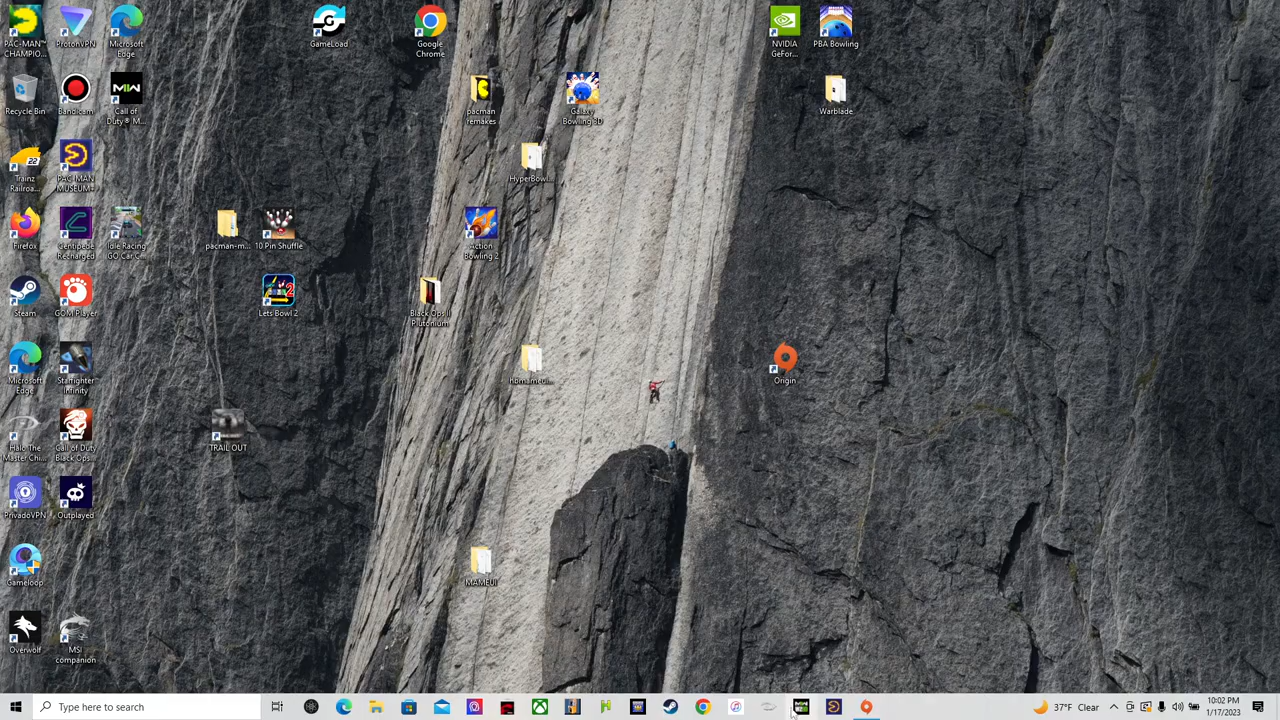 PAC-MAN™
CHAMPIO...
ProtonVPN
Microsoft
Edge
GameLoad
Google
Chrome
NVIDIA
GeFor...
PBA Bowling
Recycle Bin
Bandicam
Call of
Duty® M...
pacman
remakes
Galaxy
Bowling 3D
Warblade
Trainz
Railroa...
PAC-MAN
MUSEUM+
HyperBowl...
Firefox
Centipede
Recharged
Idle Racing
GO Car C...
pacman-m...
10 Pin Shuffle
Action
Bowling 2
Steam
GOM Player
Lets Bowl 2
Black Ops II
Plutonium
Microsoft
Edge
Starfighter
Infinity
hbmameui...
Origin
Halo The
Master Chi...
Call of Duty
Black Ops...
TRAIL OUT
PrivadoVPN
Outplayed
Gameloop
MAMEUI
Overwolf
MSI
companion
Type here to search
37°F Clear
10:02 PM
1/17/2023